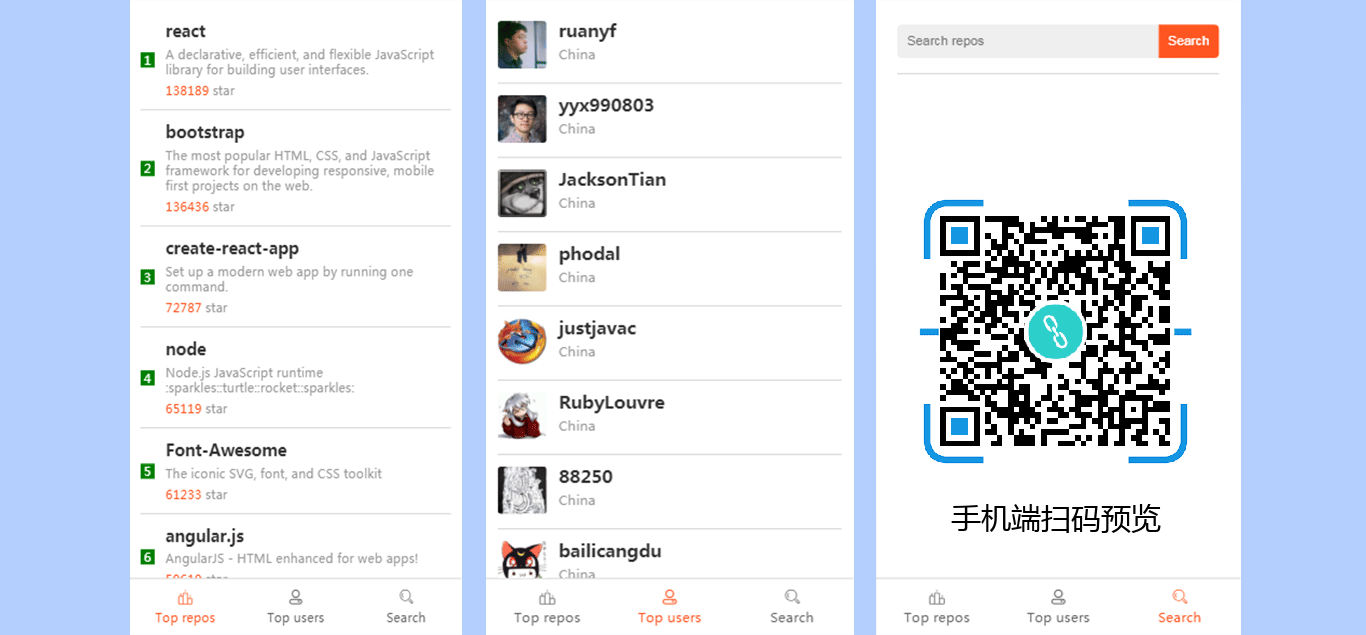 react
1
A declarative, efficient, and flexible JavaScript
library for building user interfaces.
138189 star
bootstrap
2
The most popular HTML, CSS, and JavaScript
framework for developing responsive, mobile
first projects on the web.
136436 star
create-react-app
3
Set up a modern web app by running one
command.
72787 star
node
4
Node.js JavaScript runtime
:sparkles::turtle::rocket::sparkles:
65119 star
Font-Awesome
5
The iconic SVG, font, and CSS toolkit
61233 star
angular.js
6
AngularJS - HTML enhanced for web apps!
Top repos
Top users
Search
ruanyf
China
yyx990803
China
JacksonTian
China
phodal
China
justjavac
China
RubyLouvre
China
88250
China
bailicangdu
China
Top repos
Top users
Search
Search repos
Search
手机端扫码预览
Top repos
Top users
Search